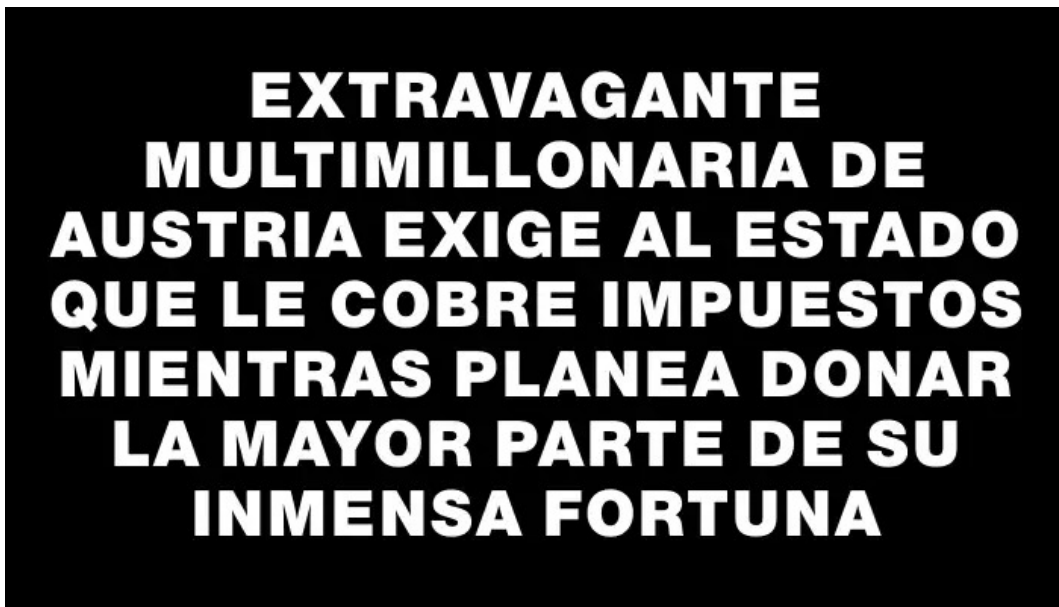 EXTRAVAGANTE
MULTIMILLONARIA DE
AUSTRIA EXIGE AL ESTADO
QUE LE COBRE IMPUESTOS
MIENTRAS PLANEA DONAR
LA MAYOR PARTE DE SU
INMENSA FORTUNA